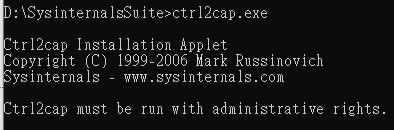 D:\SysinternalsSuite>ctrl2cap.exe
Ctrl2cap Installation Applet
Copyright (C) 1999-2006 Mark Russinovich
Sysinternals - www.sysinternals.com
Ctrl2cap must be run with administrative rights.